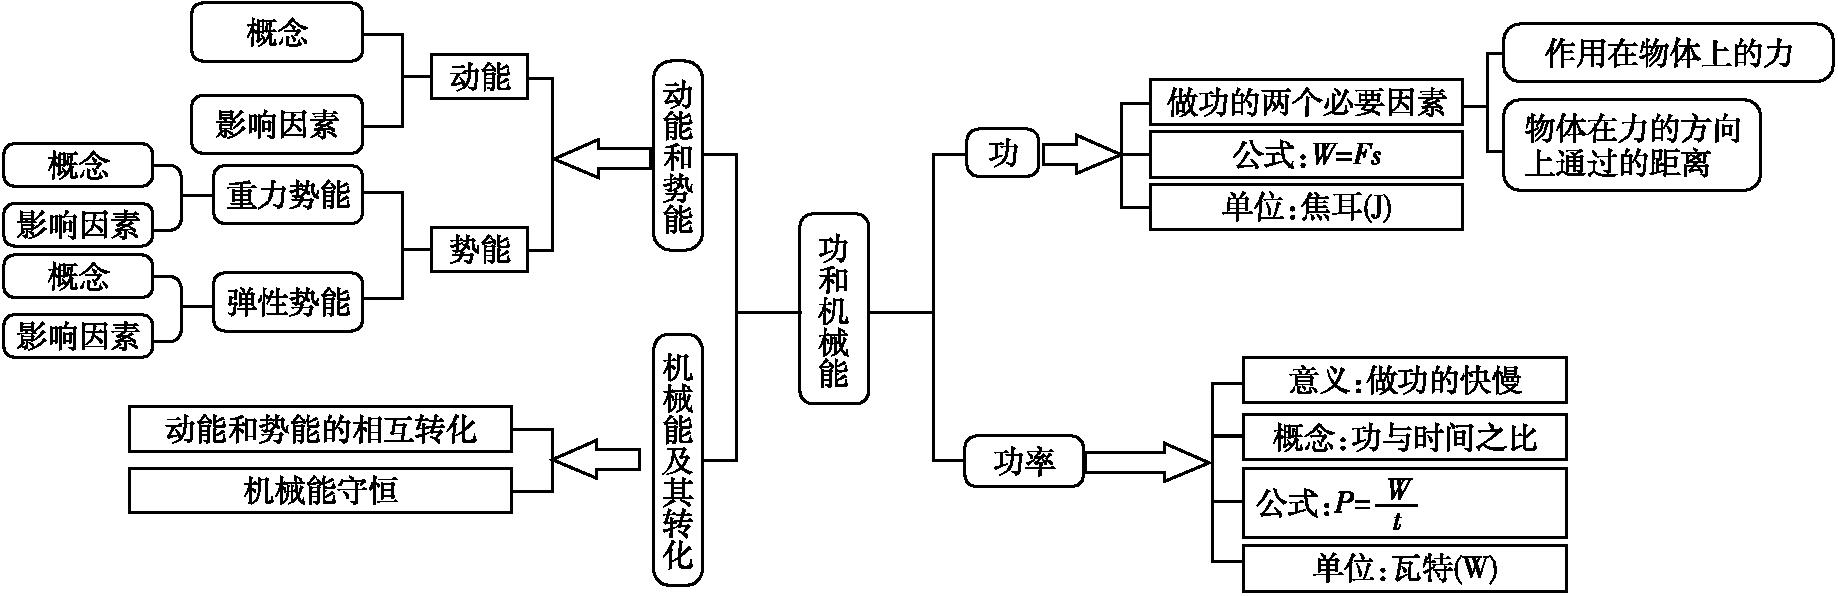 概念
影响因素
动能
概念
影响因素
重力势能
概念
影响因素
弹性势能
势能
动能和势能
动能和势能的相互转化
机械能守恒
机械能及其转化
功和机械能
功
做功的两个必要因素
作用在物体上的力
物体在力的方向
上通过的距离
公式:W=Fs
单位:焦耳(J)
功率
意义:做功的快慢
概念:功与时间之比
公式:P=W/t
单位:瓦特(W)